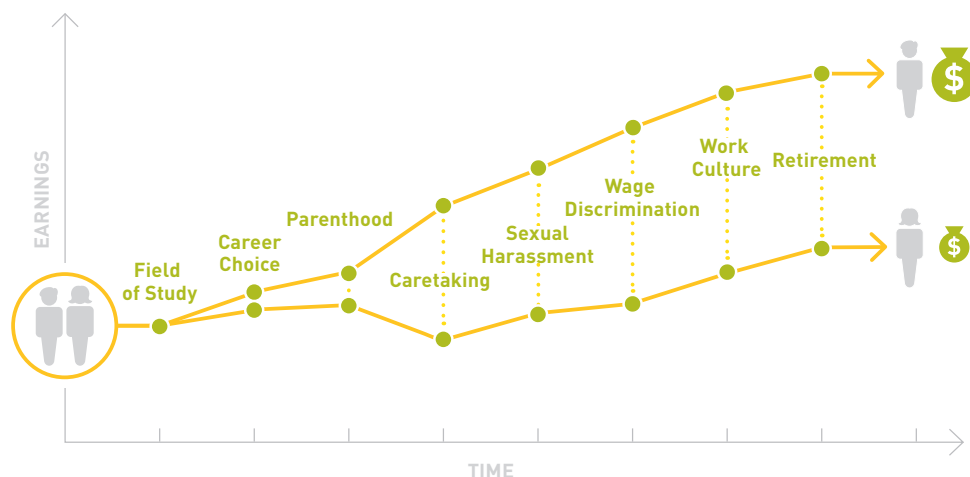 EARNINGS
Field
of Study
Career
Choice
Parenthood
Caretaking
Sexual
Harassment
Wage
Discrimination
Work
Culture
Retirement
$
$
TIME